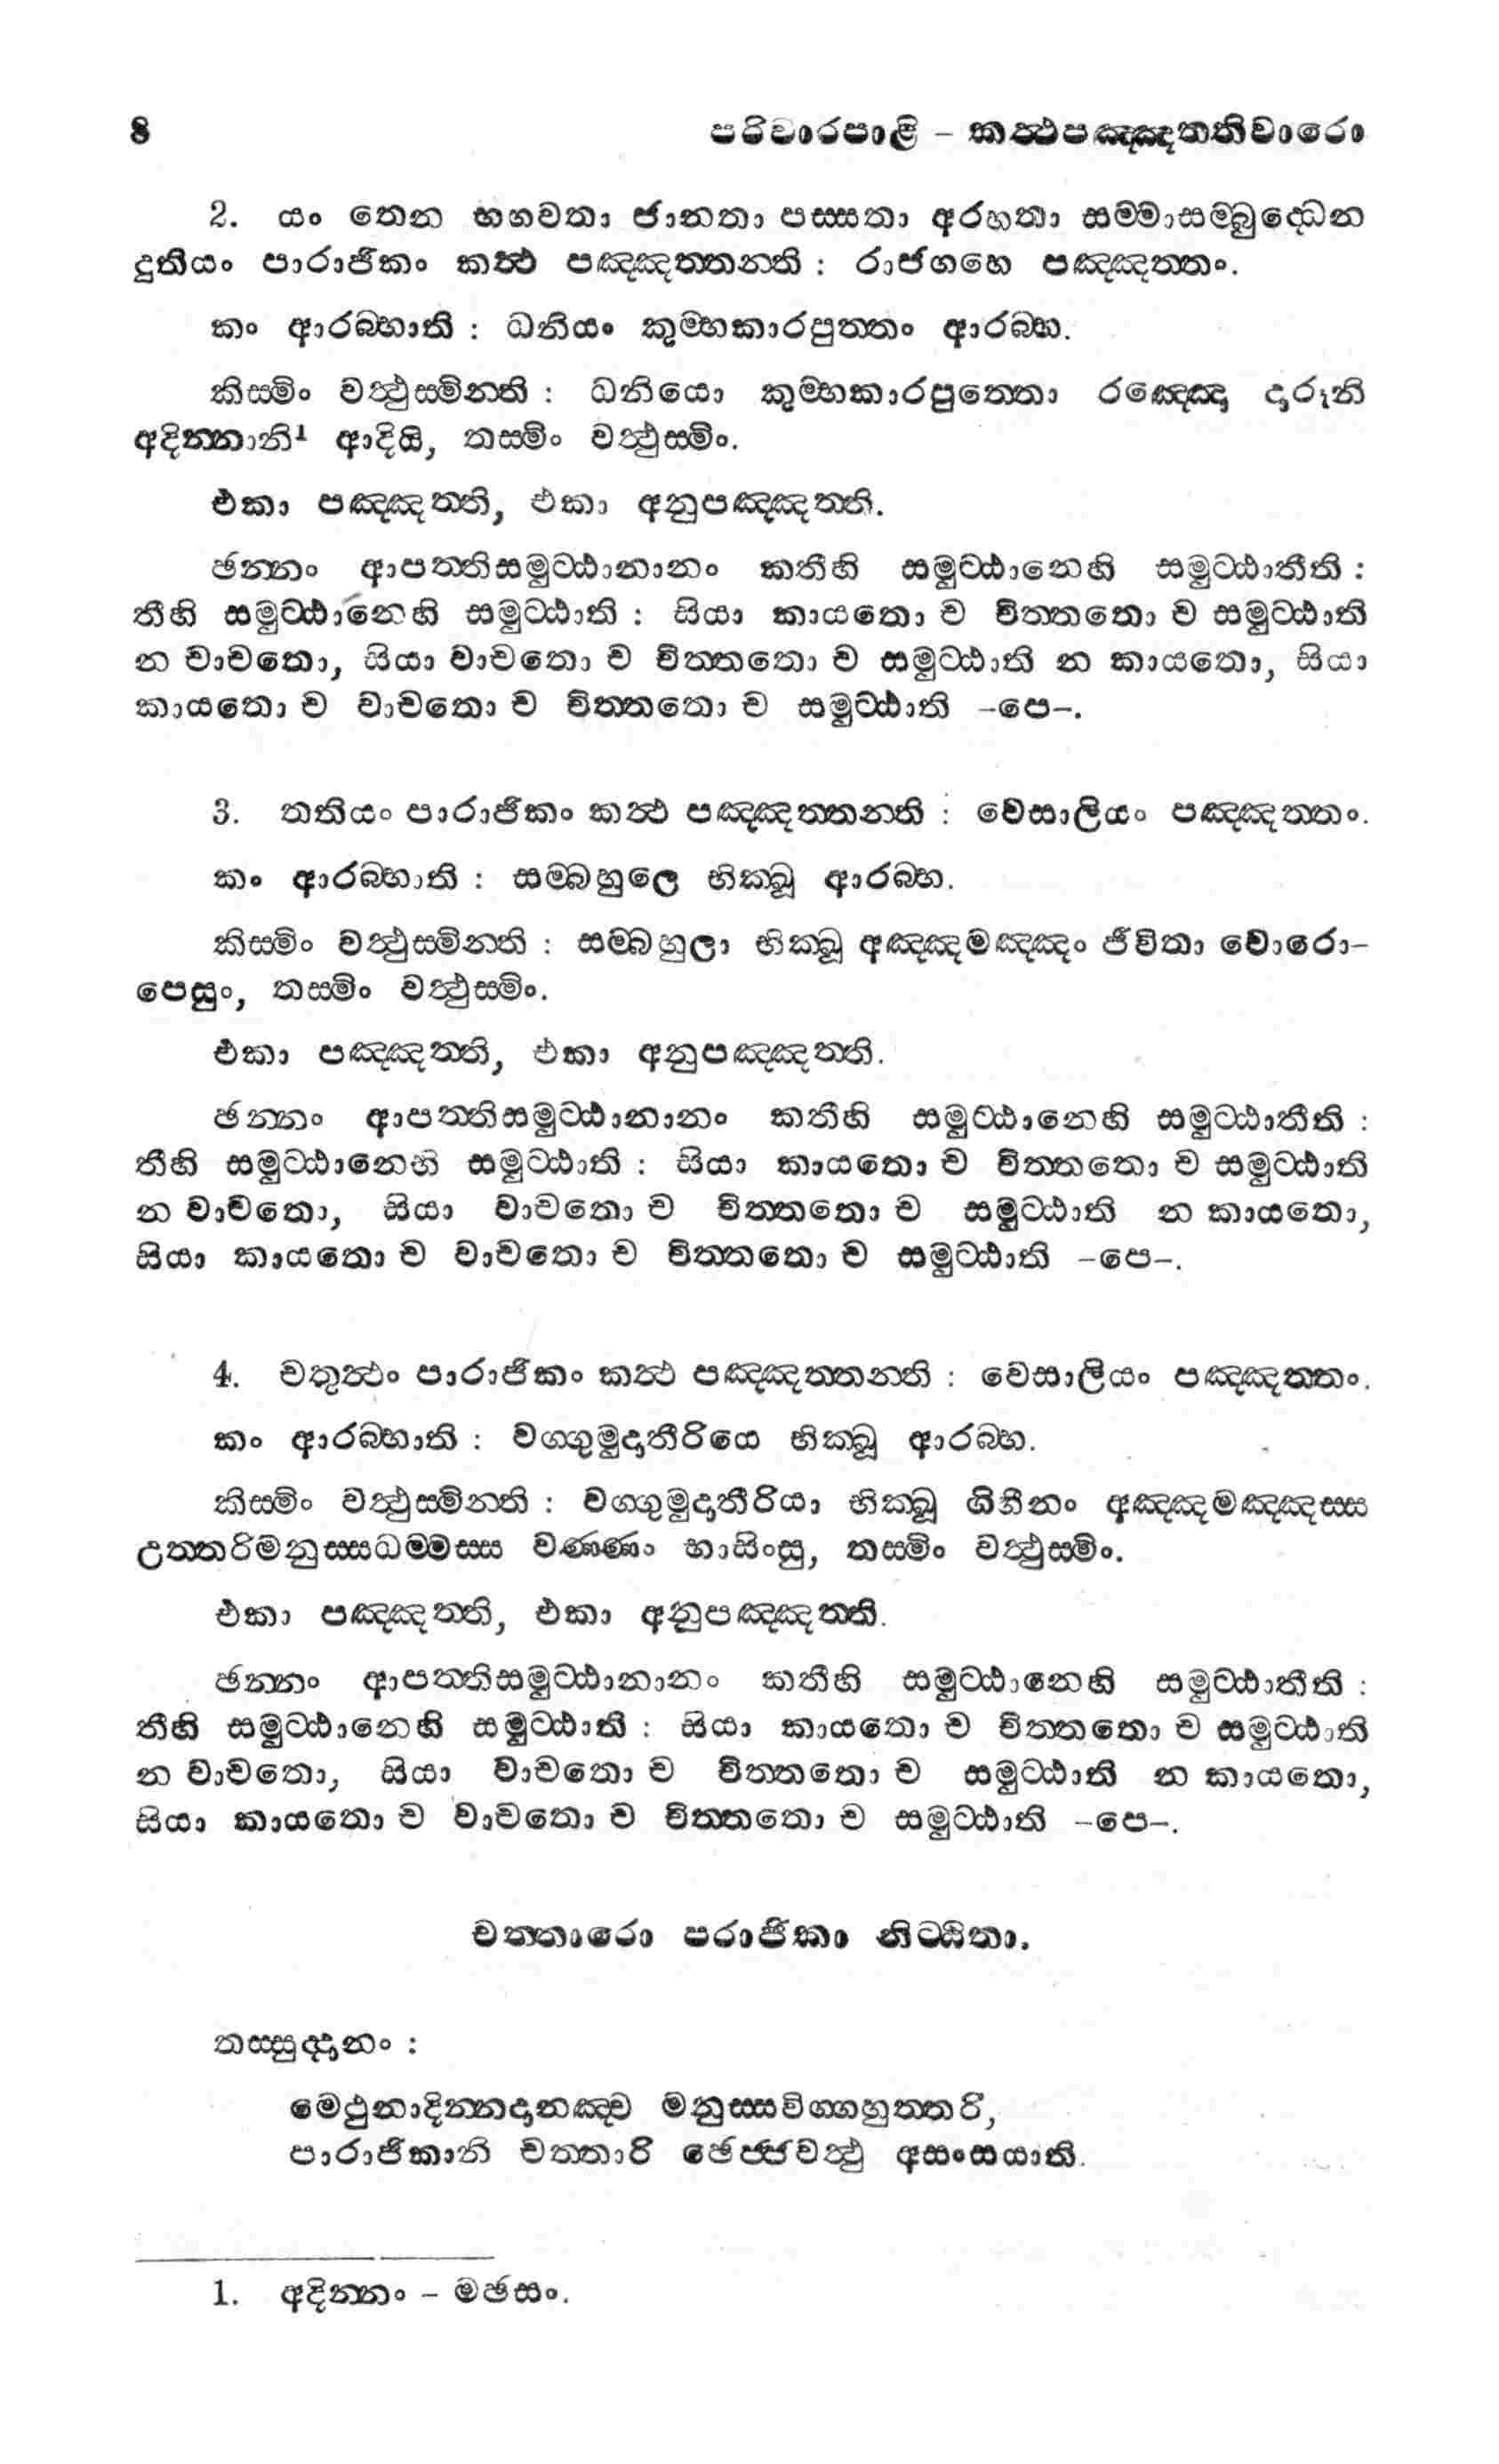 8 පරිවාරපාළි – කත්‍ථපඤ්ඤත්තිවාරො
2. යං තෙන භගවතා ජානතා පස්සතා අරහතා සම්මාසම්බුද්ධෙන
දුතියං පාරාජිකං කත්‍ථ පඤ්ඤත්තන්ති : රාජගහෙ පඤ්ඤත්තං.
කං ආරබ්භාති : ධනියං කුම්භකාරපුත්තං ආරබ්භ.
කිස්මිං වත්‍ථුස්මින්ති : ධනියො කුම්භකාරපුත්තො රඤ්ඤො දාරූනි
අදින්නානි¹ ආදියි, තස්මිං වත්‍ථුස්මිං.
එකා පඤ්ඤත්ති, එකා අනුපඤ්ඤත්ති.
ඡන්නං ආපත්තිසමුට්ඨානානං කතීහි සමුට්ඨානෙහි සමුට්ඨාතීති :
තීහි සමුට්ඨානෙහි සමුට්ඨාති : සියා කායතො ච චිත්තතො ච සමුට්ඨාති
න වාචතො, සියා වාචතො ච චිත්තතො ච සමුට්ඨාති න කායතො, සියා
කායතො ච වාචතො ච චිත්තතො ච සමුට්ඨාති –පෙ–.
3. තතියං පාරාජිකං කත්‍ථ පඤ්ඤත්තන්ති : වෙසාලියං පඤ්ඤත්තං.
කං ආරබ්භාති : සම්බහුලෙ භික්ඛූ ආරබ්භ.
කිස්මිං වත්‍ථුස්මින්ති : සම්බහුලා භික්ඛූ අඤ්ඤමඤ්ඤං ජීවිතා වොරො–
පෙසුං, තස්මිං වත්‍ථුස්මිං.
එකා පඤ්ඤත්ති, එකා අනුපඤ්ඤත්ති.
ඡන්නං ආපත්තිසමුට්ඨානානං කතීහි සමුට්ඨානෙහි සමුට්ඨාතීති :
තීහි සමුට්ඨානෙහි සමුට්ඨාති : සියා කායතො ච චිත්තතො ච සමුට්ඨාති
න වාචතො, සියා වාචතො ච චිත්තතො ච සමුට්ඨාති න කායතො,
සියා කායතො ච වාචතො ච චිත්තතො ච සමුට්ඨාති –පෙ–.
4. චතුත්‍ථං පාරාජිකං කත්‍ථ පඤ්ඤත්තන්ති : වෙසාලියං පඤ්ඤත්තං.
කං ආරබ්භාති : වග්ගුමුදාතීරියෙ භික්ඛූ ආරබ්භ.
කිස්මිං වත්‍ථුස්මින්ති : වග්ගුමුදාතීරියා භික්ඛූ ගිහීනං අඤ්ඤමඤ්ඤස්ස
උත්තරිමනුස්සධම්මස්ස වණ්ණං භාසිංසු, තස්මිං වත්‍ථුස්මිං.
එකා පඤ්ඤත්ති, එකා අනුපඤ්ඤත්ති.
ඡන්නං ආපත්තිසමුට්ඨානානං කතීහි සමුට්ඨානෙහි සමුට්ඨාතීති :
තීහි සමුට්ඨානෙහි සමුට්ඨාති : සියා කායතො ච චිත්තතො ච සමුට්ඨාති
න වාචතො, සියා වාචතො ච චිත්තතො ච සමුට්ඨාති න කායතො,
සියා කායතො ච වාචතො ච චිත්තතො ච සමුට්ඨාති –පෙ–.
චත්තාරො පරාජිකා නිට්ඨිතා.
තස්සුද්දානං :
මෙථුනාදින්නදානඤ්ච මනුස්සවිග්ගහුත්තරි,
පාරාජිකානි චත්තාරි ඡෙජ්ජවත්‍ථු අසංසයාති.
1. අදින්නං – මඡසං.